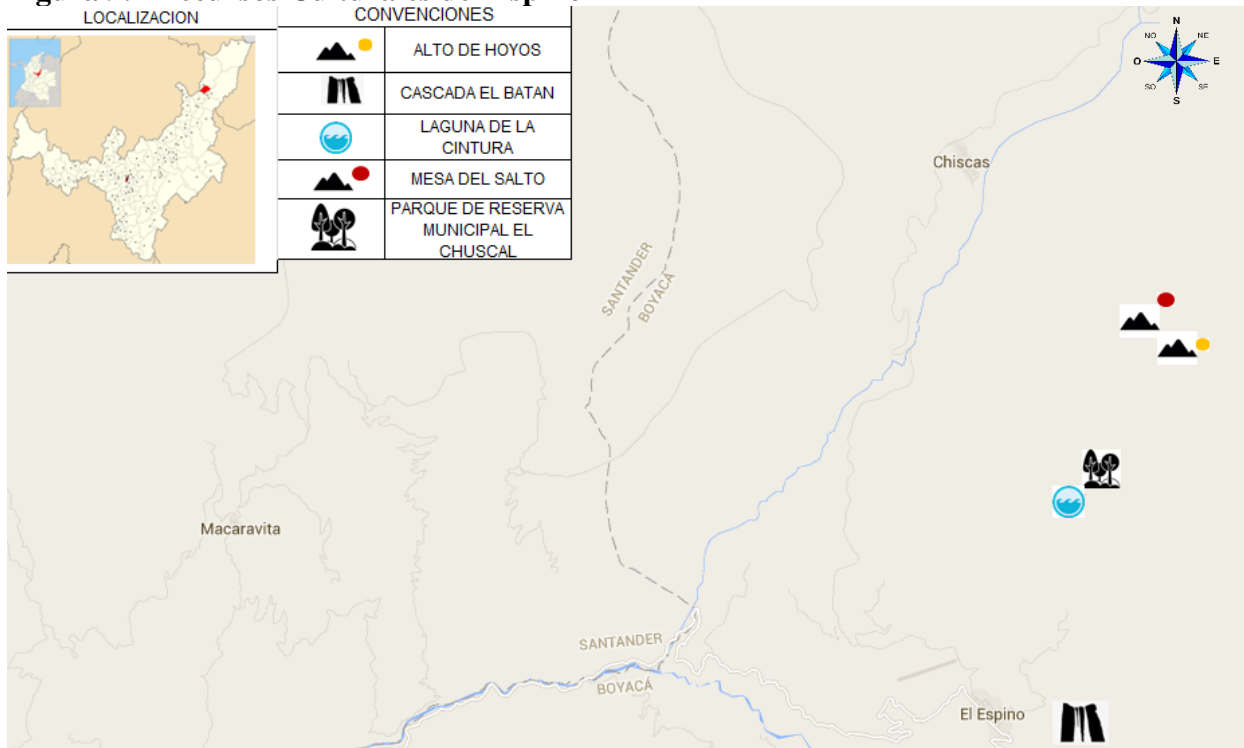 LOCALIZACION
CONVENCIONES
ALTO DE HOYOS
CASCADA EL BATAN
LAGUNA DE LA
CINTURA
MESA DEL SALTO
PARQUE DE RESERVA
MUNICIPAL EL
CHUSCAL
N
NO
NE
O
E
SO
SE
S
Chiscas
SANTANDER
BOYACÁ
Macaravita
SANTANDER
BOYACÁ
El Espino